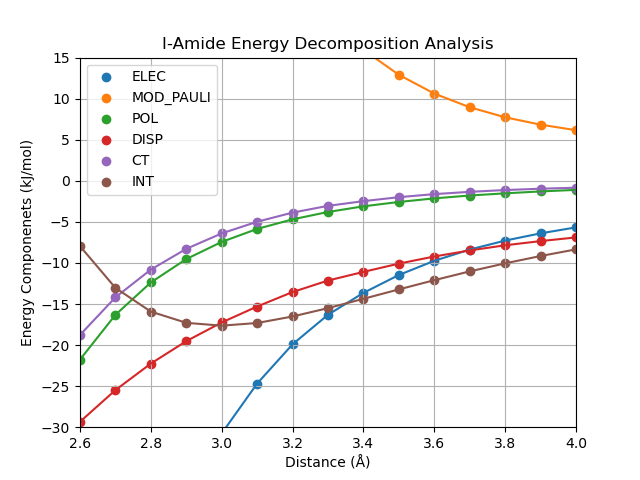 I-Amide Energy Decomposition Analysis
Energy Componenets (kJ/mol)
15
10
5
0
−5
−10
−15
−20
−25
−30
ELEC
MOD_PAULI
POL
DISP
CT
INT
2.6 2.8 3.0 3.2 3.4 3.6 3.8 4.0
Distance (Å)